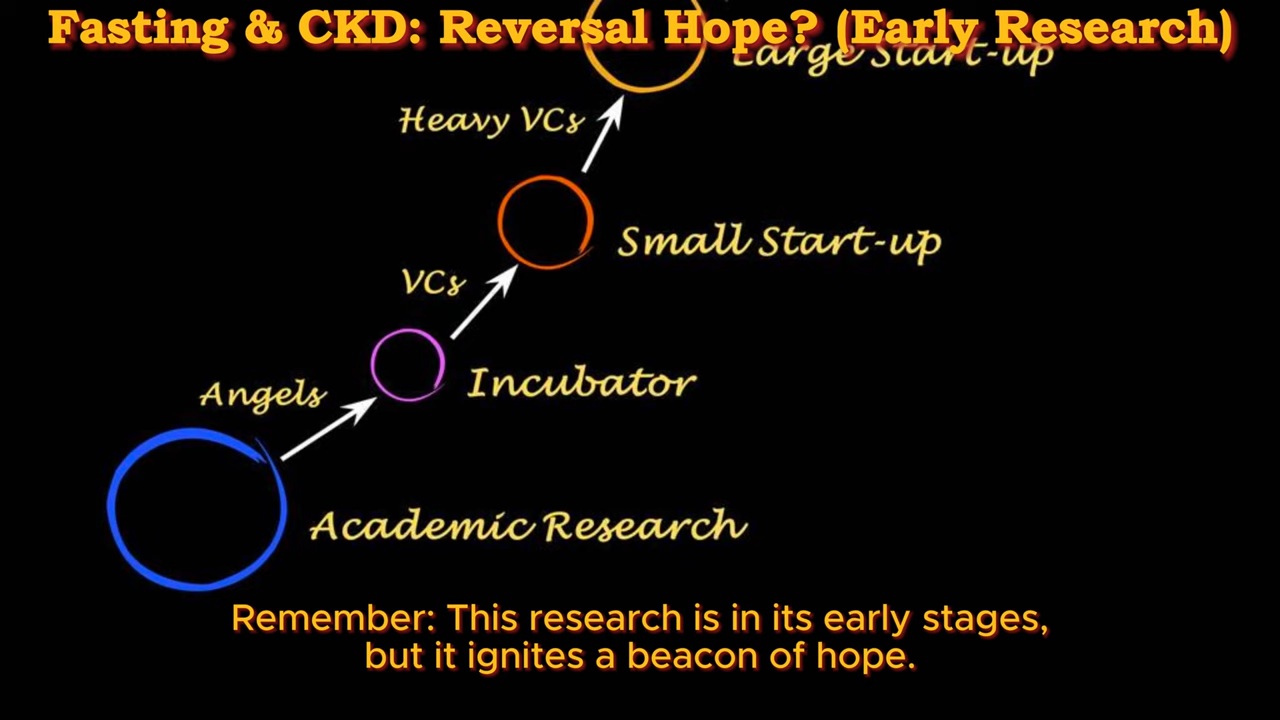 Fasting & CKD: Reversal Hope? (Early Research)
Large Start-up
Heavy VCs
Small Start-up
VCs
Incubator
Angels
Academic Research
Remember: This research is in its early stages,
but it ignites a beacon of hope.